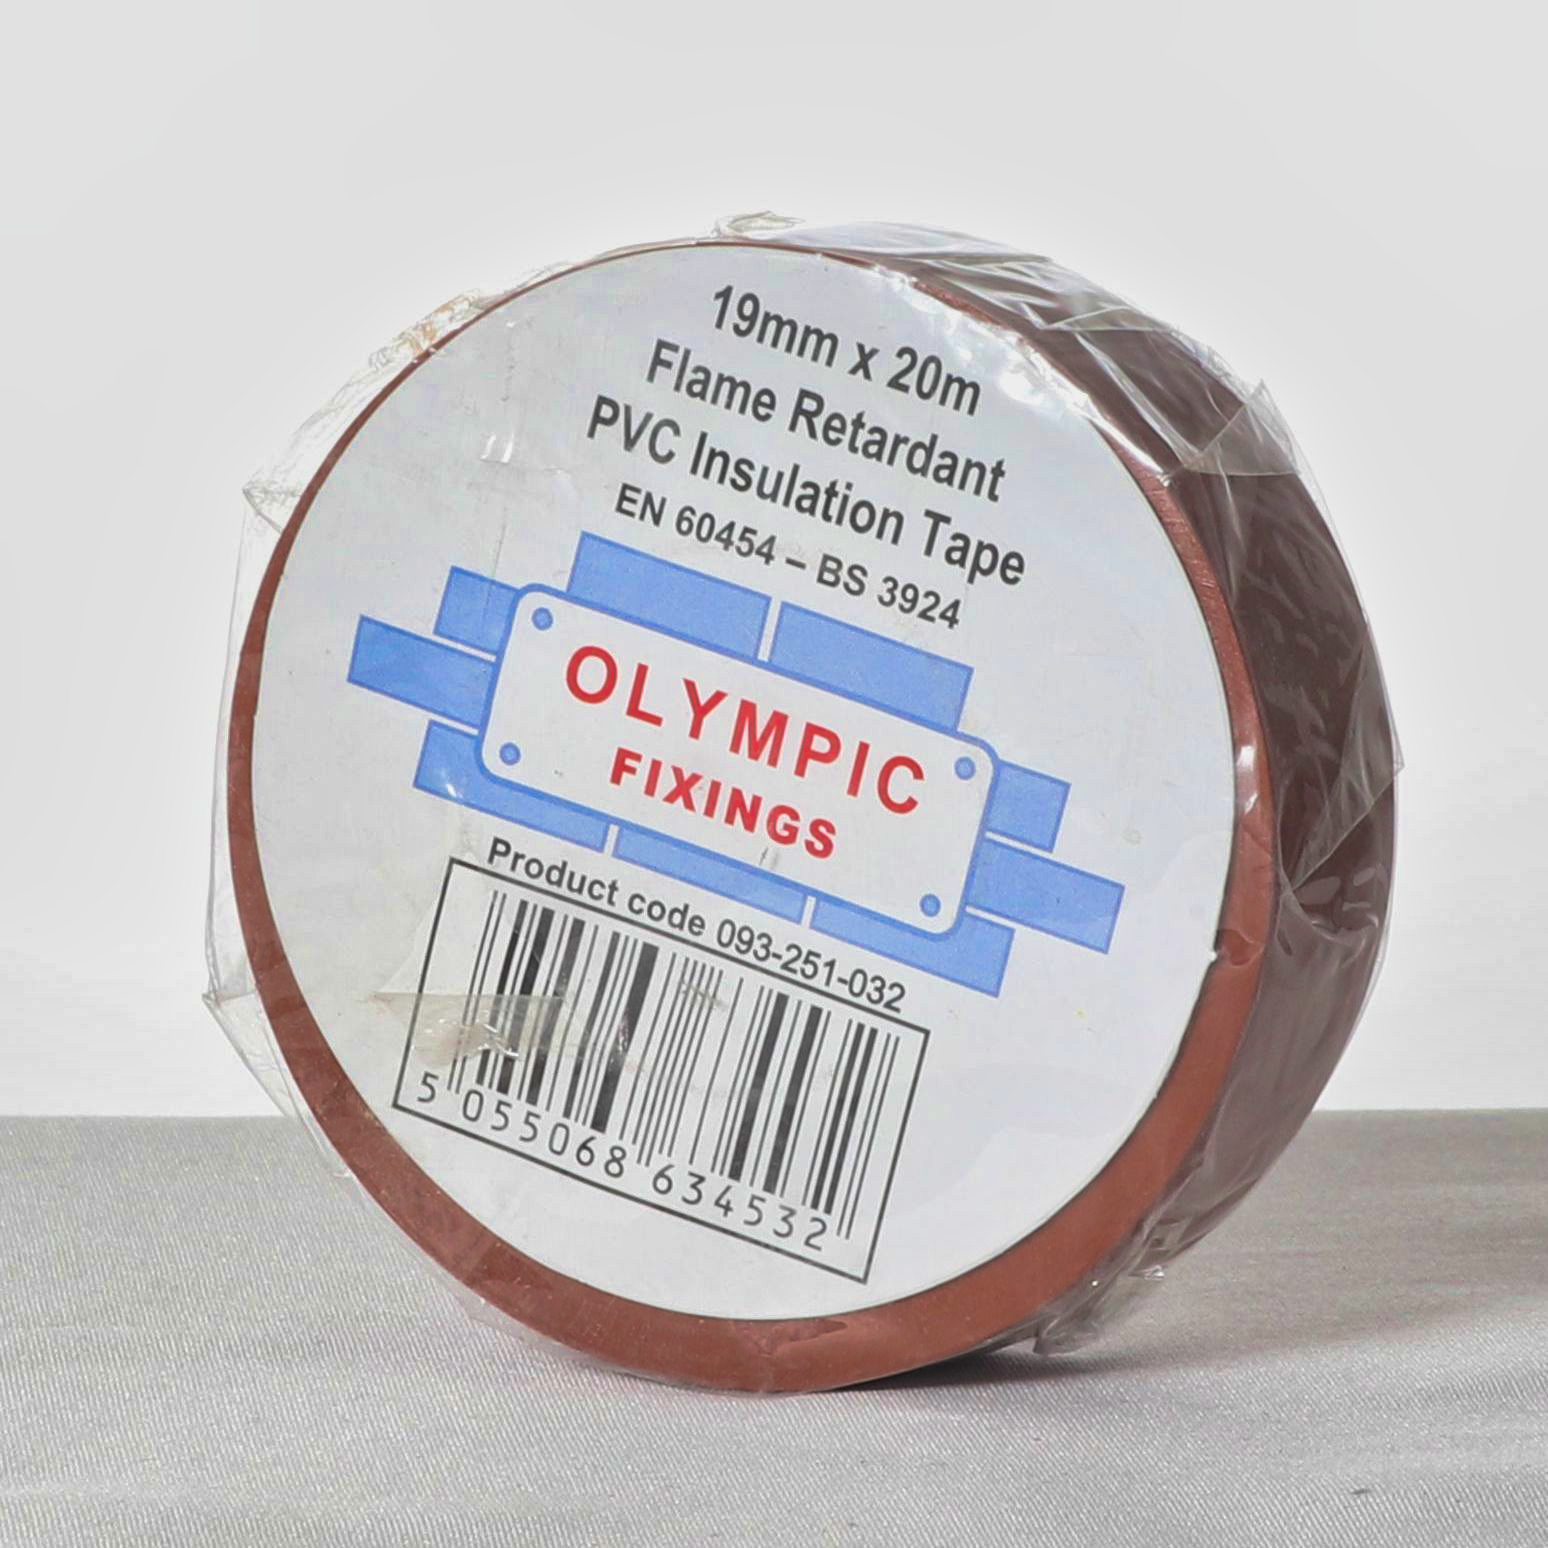 19mm x 20m
Flame Retardant
PVC Insulation Tape
EN 60454 – BS 3924
OLYMPIC
FIXINGS
Product code 093-251-032
5 055068 634532